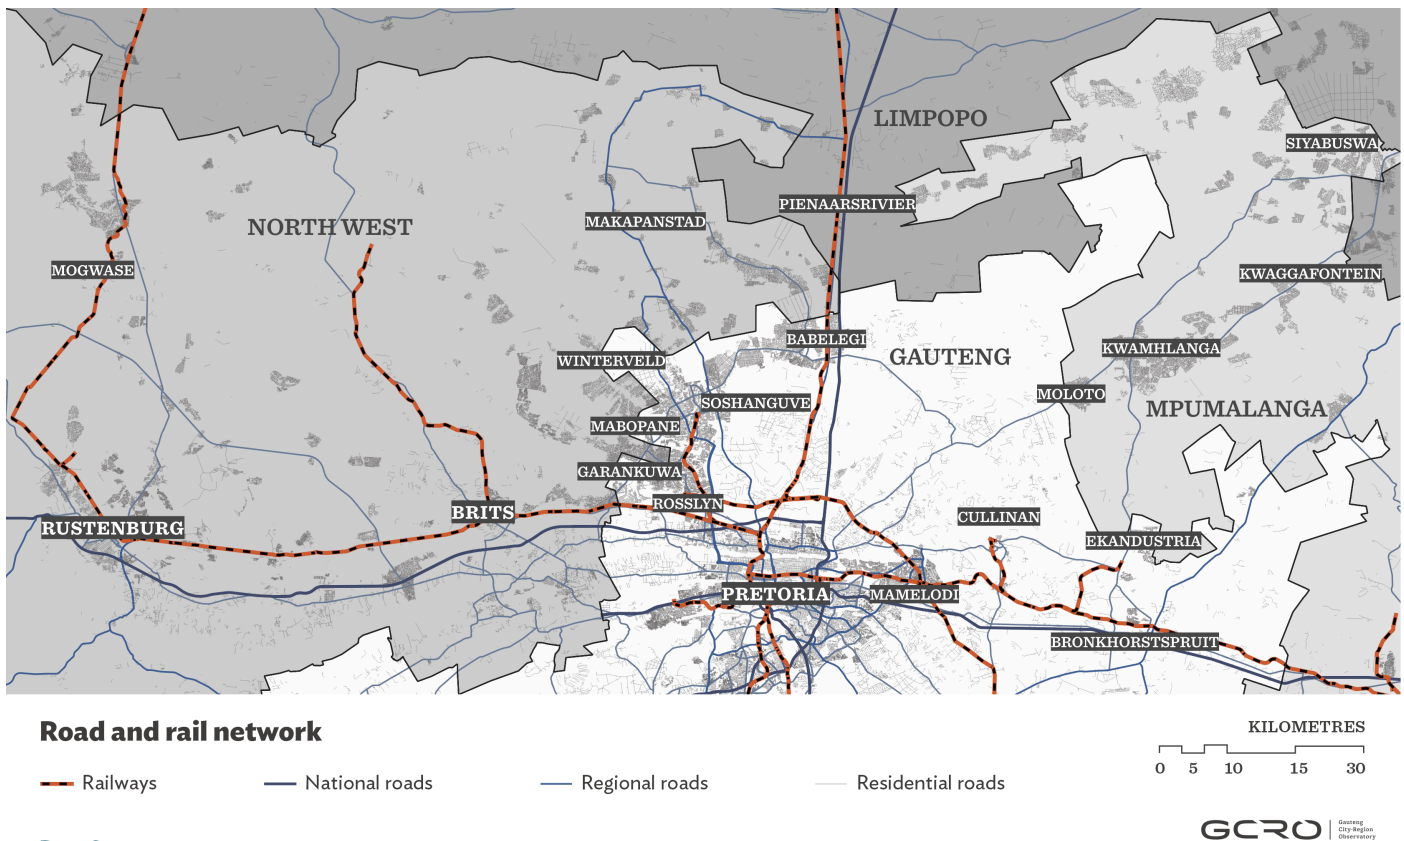 LIMPOPO
SIYABUSWA
PIENAARSRIVIER
MAKAPANSTAD
NORTH WEST
MOGWASE
KWAGGAFONTEIN
BABELEGI
KWAMHLANGA
GAUTENG
WINTERVELD
MOLOTO
SOSHANGUVE
MPUMALANGA
MABOPANE
GARANKUWA
ROSSLYN
BRITS
CULLINAN
RUSTENBURG
EKANDUSTRIA
PRETORIA
MAMELODI
BRONKHORSTSPRUIT
Road and rail network
KILOMETRES
0 5 10 15 30
Railways
National roads
Regional roads
Residential roads
GCRO
Gauteng
City-Region
Observatory